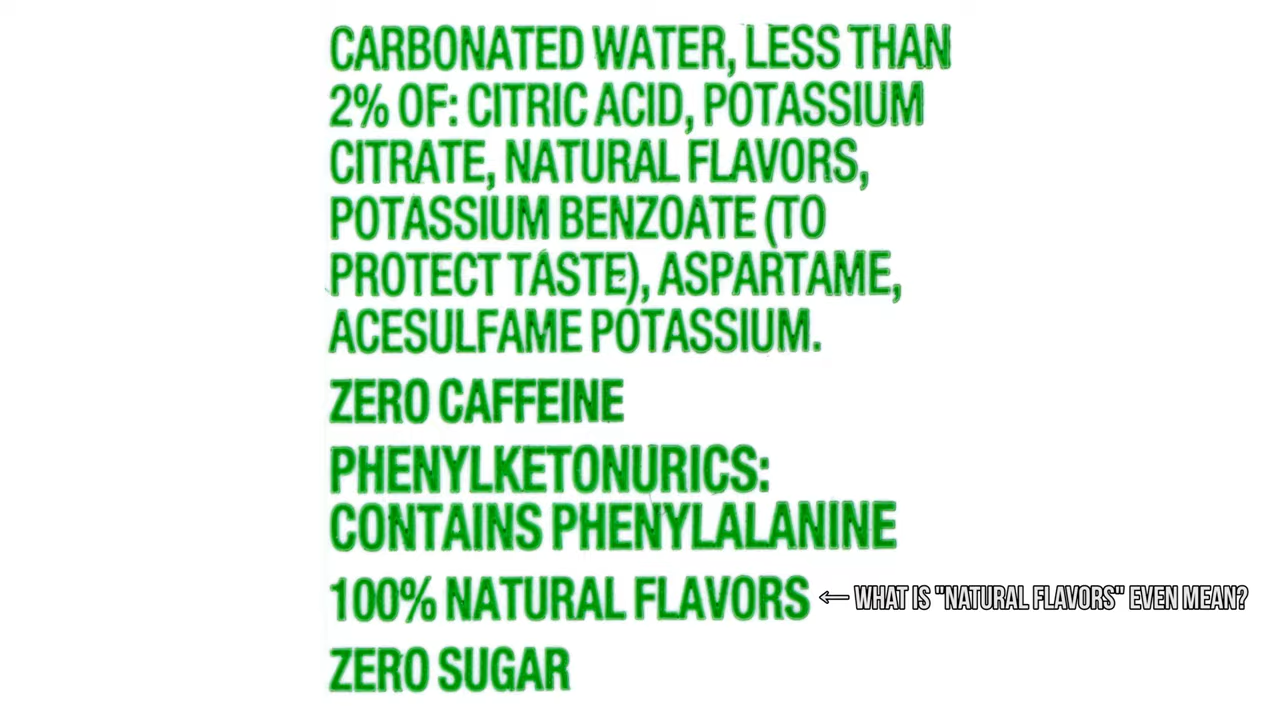 CARBONATED WATER, LESS THAN
2% OF: CITRIC ACID, POTASSIUM
CITRATE, NATURAL FLAVORS,
POTASSIUM BENZOATE (TO
PROTECT TASTE), ASPARTAME,
ACESULFAME POTASSIUM.
ZERO CAFFEINE
PHENYLKETONURICS:
CONTAINS PHENYLALANINE
100% NATURAL FLAVORS ← WHAT IS "NATURAL FLAVORS" EVEN MEAN?
ZERO SUGAR